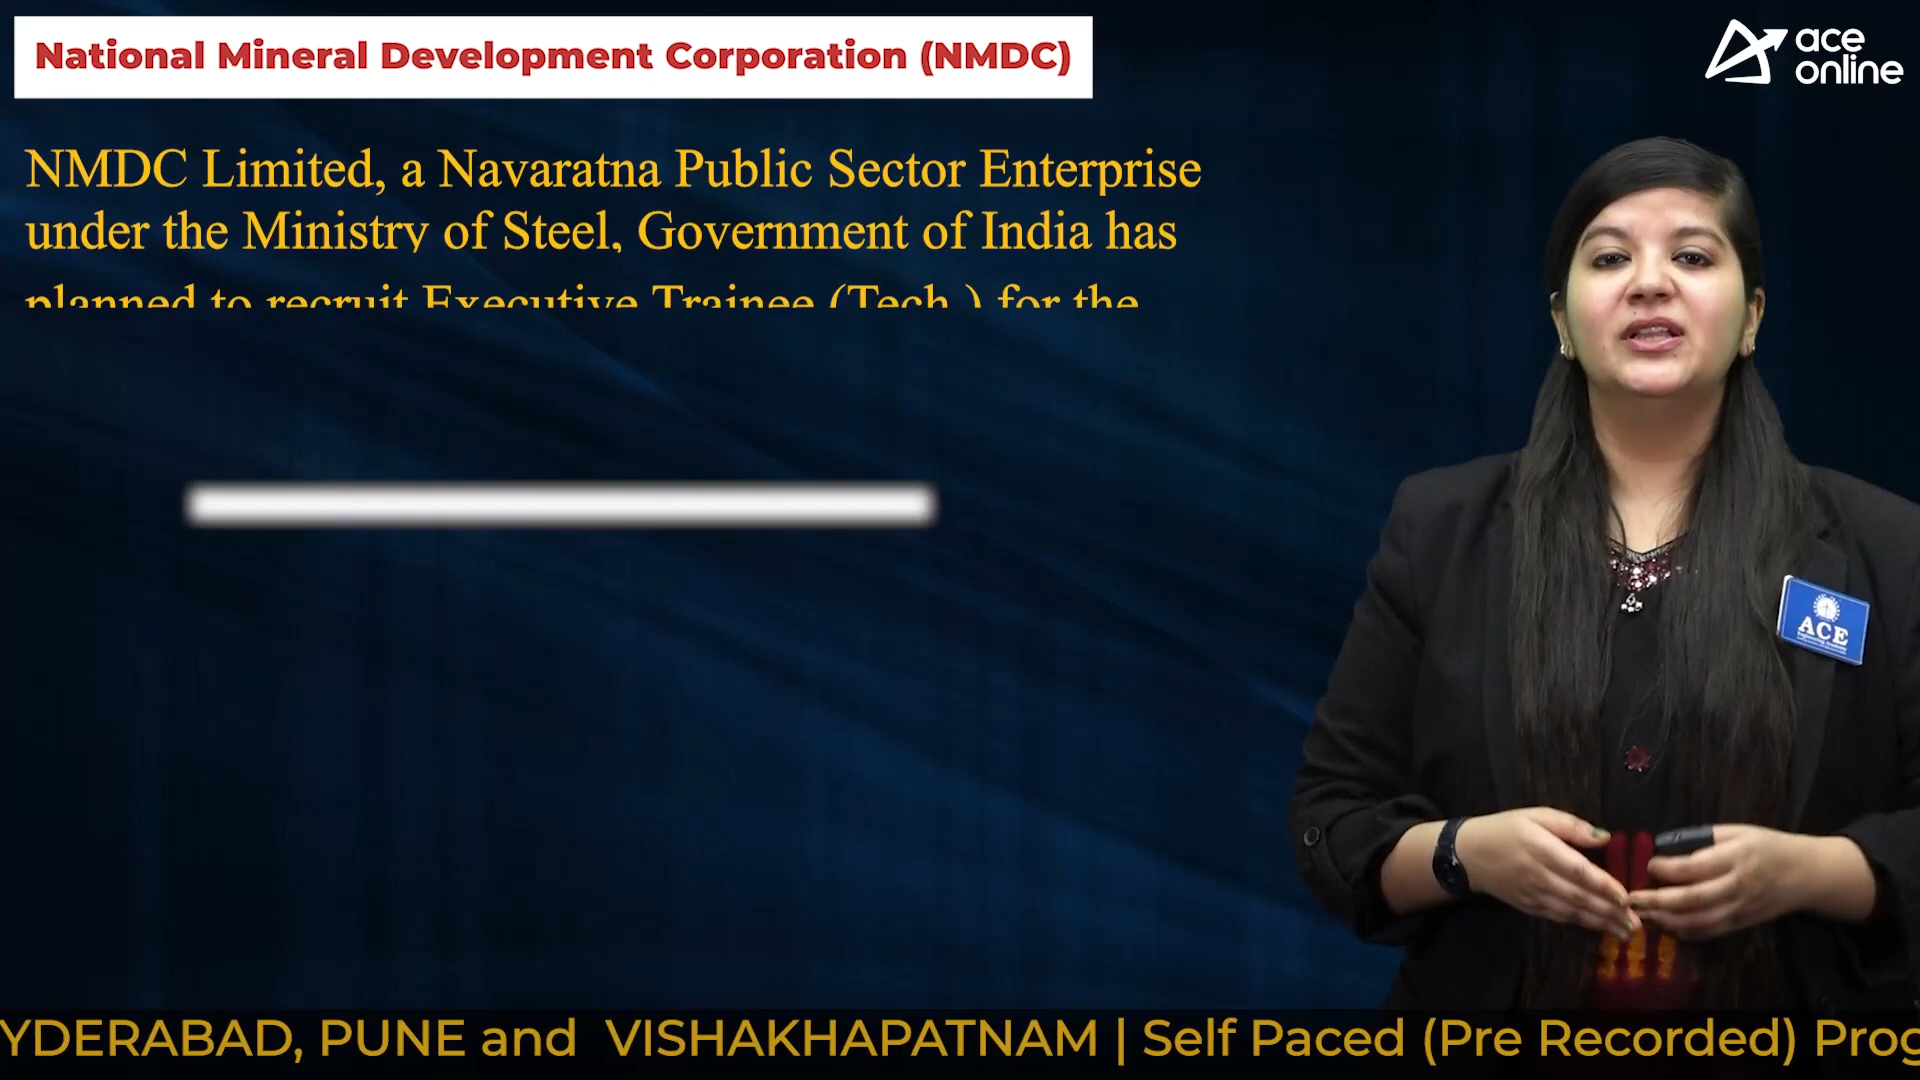 National Mineral Development Corporation (NMDC)
ace
online
NMDC Limited, a Navaratna Public Sector Enterprise
under the Ministry of Steel, Government of India has
planned to recruit Executive Trainee (Tech.) for the
ACE
YDERABAD, PUNE and VISHAKHAPATNAM | Self Paced (Pre Recorded) Prog